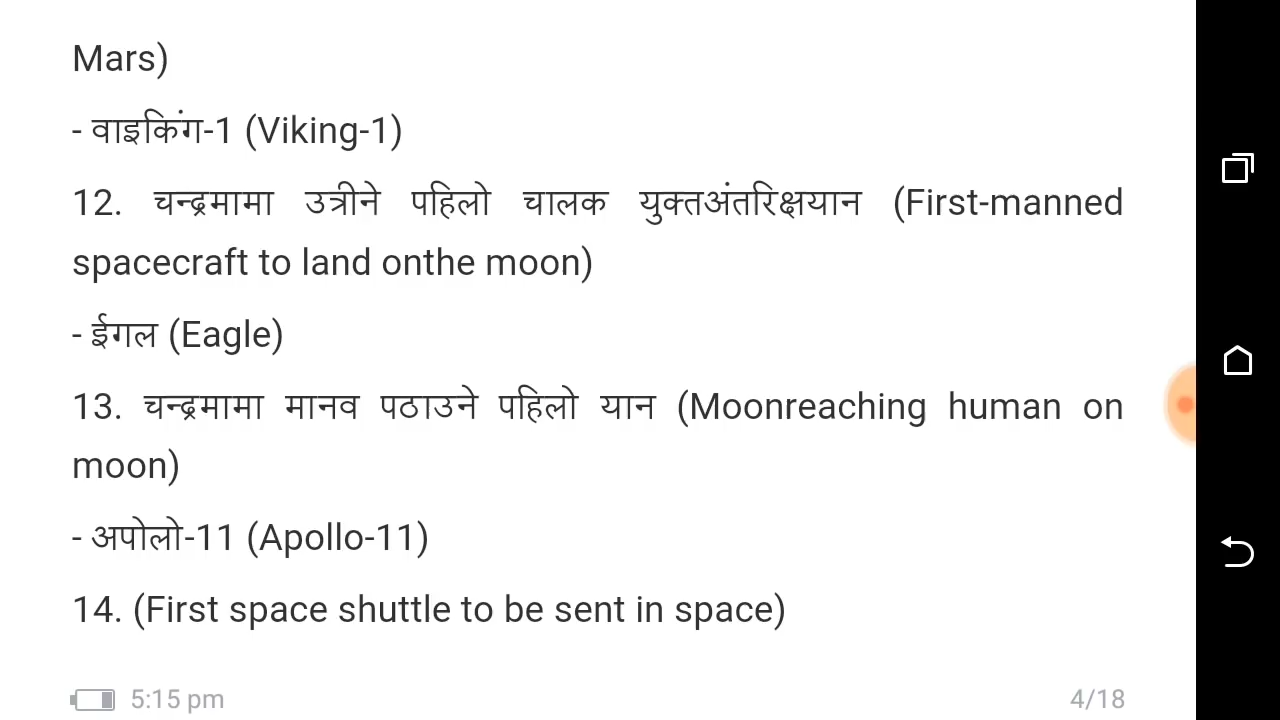 Mars)
- वाइकिंग-1 (Viking-1)
12. चन्द्रमामा उत्रीने पहिलो चालक युक्तअंतरिक्षयान (First-manned
spacecraft to land onthe moon)
- ईगल (Eagle)
13. चन्द्रमामा मानव पठाउने पहिलो यान (Moonreaching human on
moon)
- अपोलो-11 (Apollo-11)
14. (First space shuttle to be sent in space)
5:15 pm 4/18